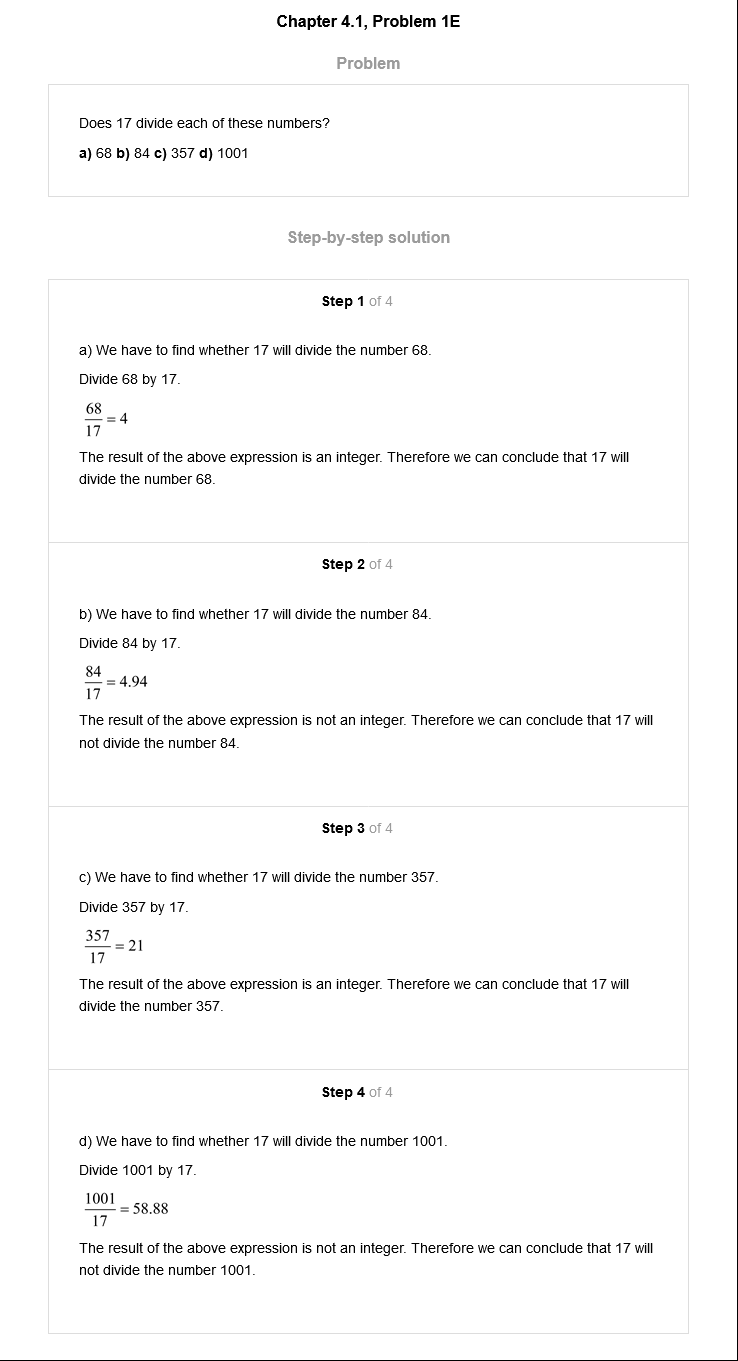 Chapter 4.1, Problem 1E
Problem
Does 17 divide each of these numbers?
a) 68 b) 84 c) 357 d) 1001
Step-by-step solution
Step 1 of 4
a) We have to find whether 17 will divide the number 68.
Divide 68 by 17.
68/17 = 4
The result of the above expression is an integer. Therefore we can conclude that 17 will
divide the number 68.
Step 2 of 4
b) We have to find whether 17 will divide the number 84.
Divide 84 by 17.
84/17 = 4.94
The result of the above expression is not an integer. Therefore we can conclude that 17 will
not divide the number 84.
Step 3 of 4
c) We have to find whether 17 will divide the number 357.
Divide 357 by 17.
357/17 = 21
The result of the above expression is an integer. Therefore we can conclude that 17 will
divide the number 357.
Step 4 of 4
d) We have to find whether 17 will divide the number 1001.
Divide 1001 by 17.
1001/17 = 58.88
The result of the above expression is not an integer. Therefore we can conclude that 17 will
not divide the number 1001.